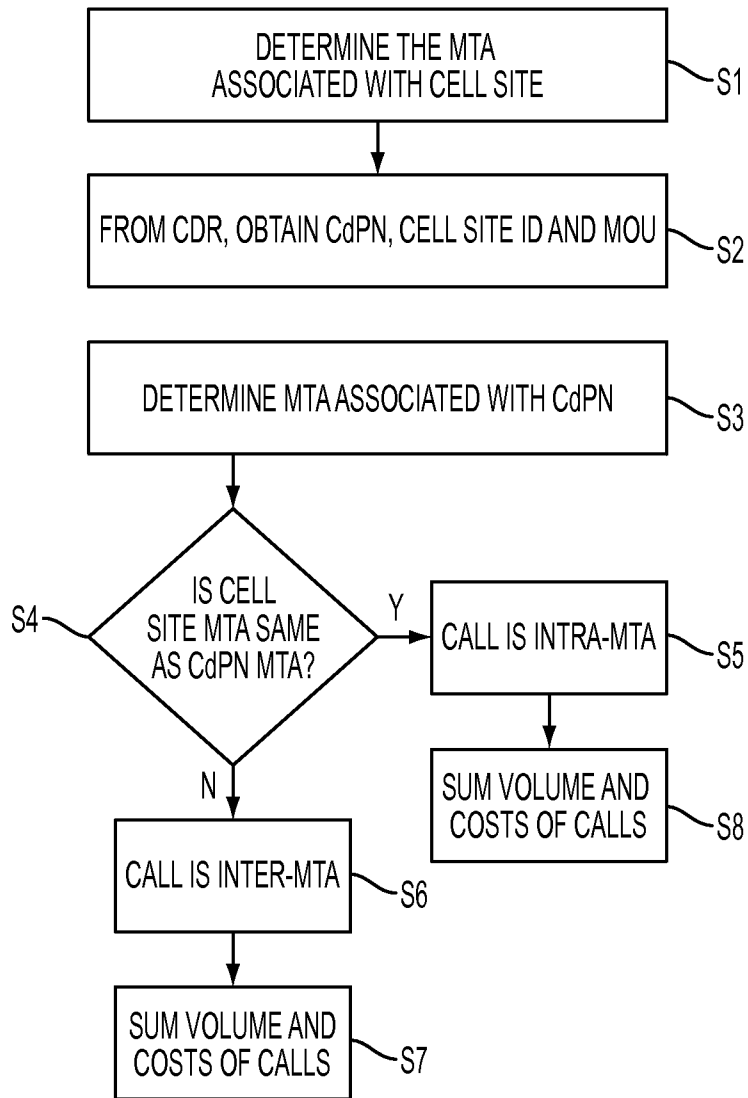 DETERMINE THE MTA
ASSOCIATED WITH CELL SITE
S1
FROM CDR, OBTAIN CdPN, CELL SITE ID AND MOU
S2
DETERMINE MTA ASSOCIATED WITH CdPN
S3
S4
IS CELL
SITE MTA SAME
AS CdPN MTA?
Y
CALL IS INTRA-MTA
S5
SUM VOLUME AND
COSTS OF CALLS
S8
N
CALL IS INTER-MTA
S6
SUM VOLUME AND
COSTS OF CALLS
S7